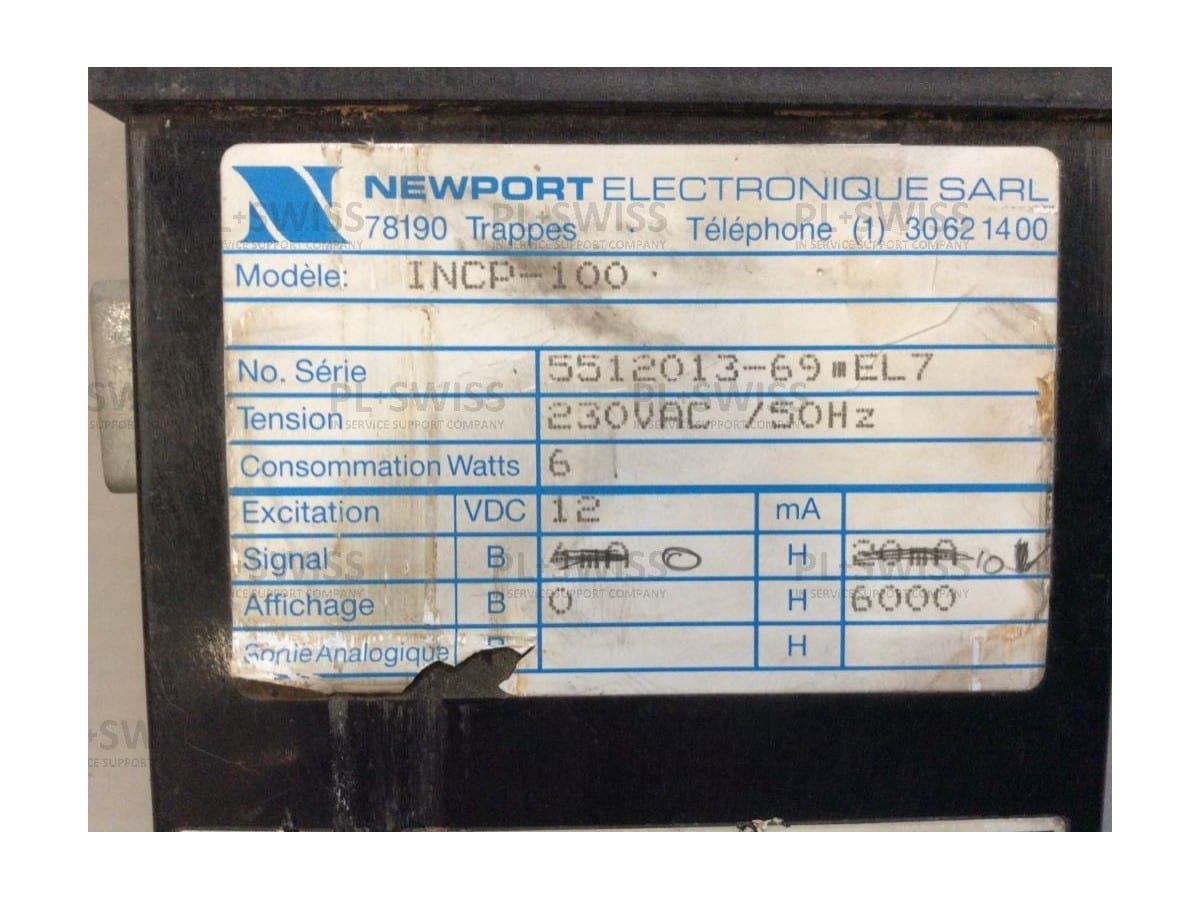 NEWPORT ELECTRONIQUE SARL
78190 Trappes · Téléphone (1) 30 62 14 00
Modèle: INCP-100
No. Série 5512013-69 EL7
Tension 230VAC /50Hz
Consommation Watts 6
Excitation VDC 12 mA
Signal B 4mA 0 H 20mA 10V
Affichage B 0 H 6000
Sortie Analogique B H
PL+SWISS
IN SERVICE SUPPORT COMPANY